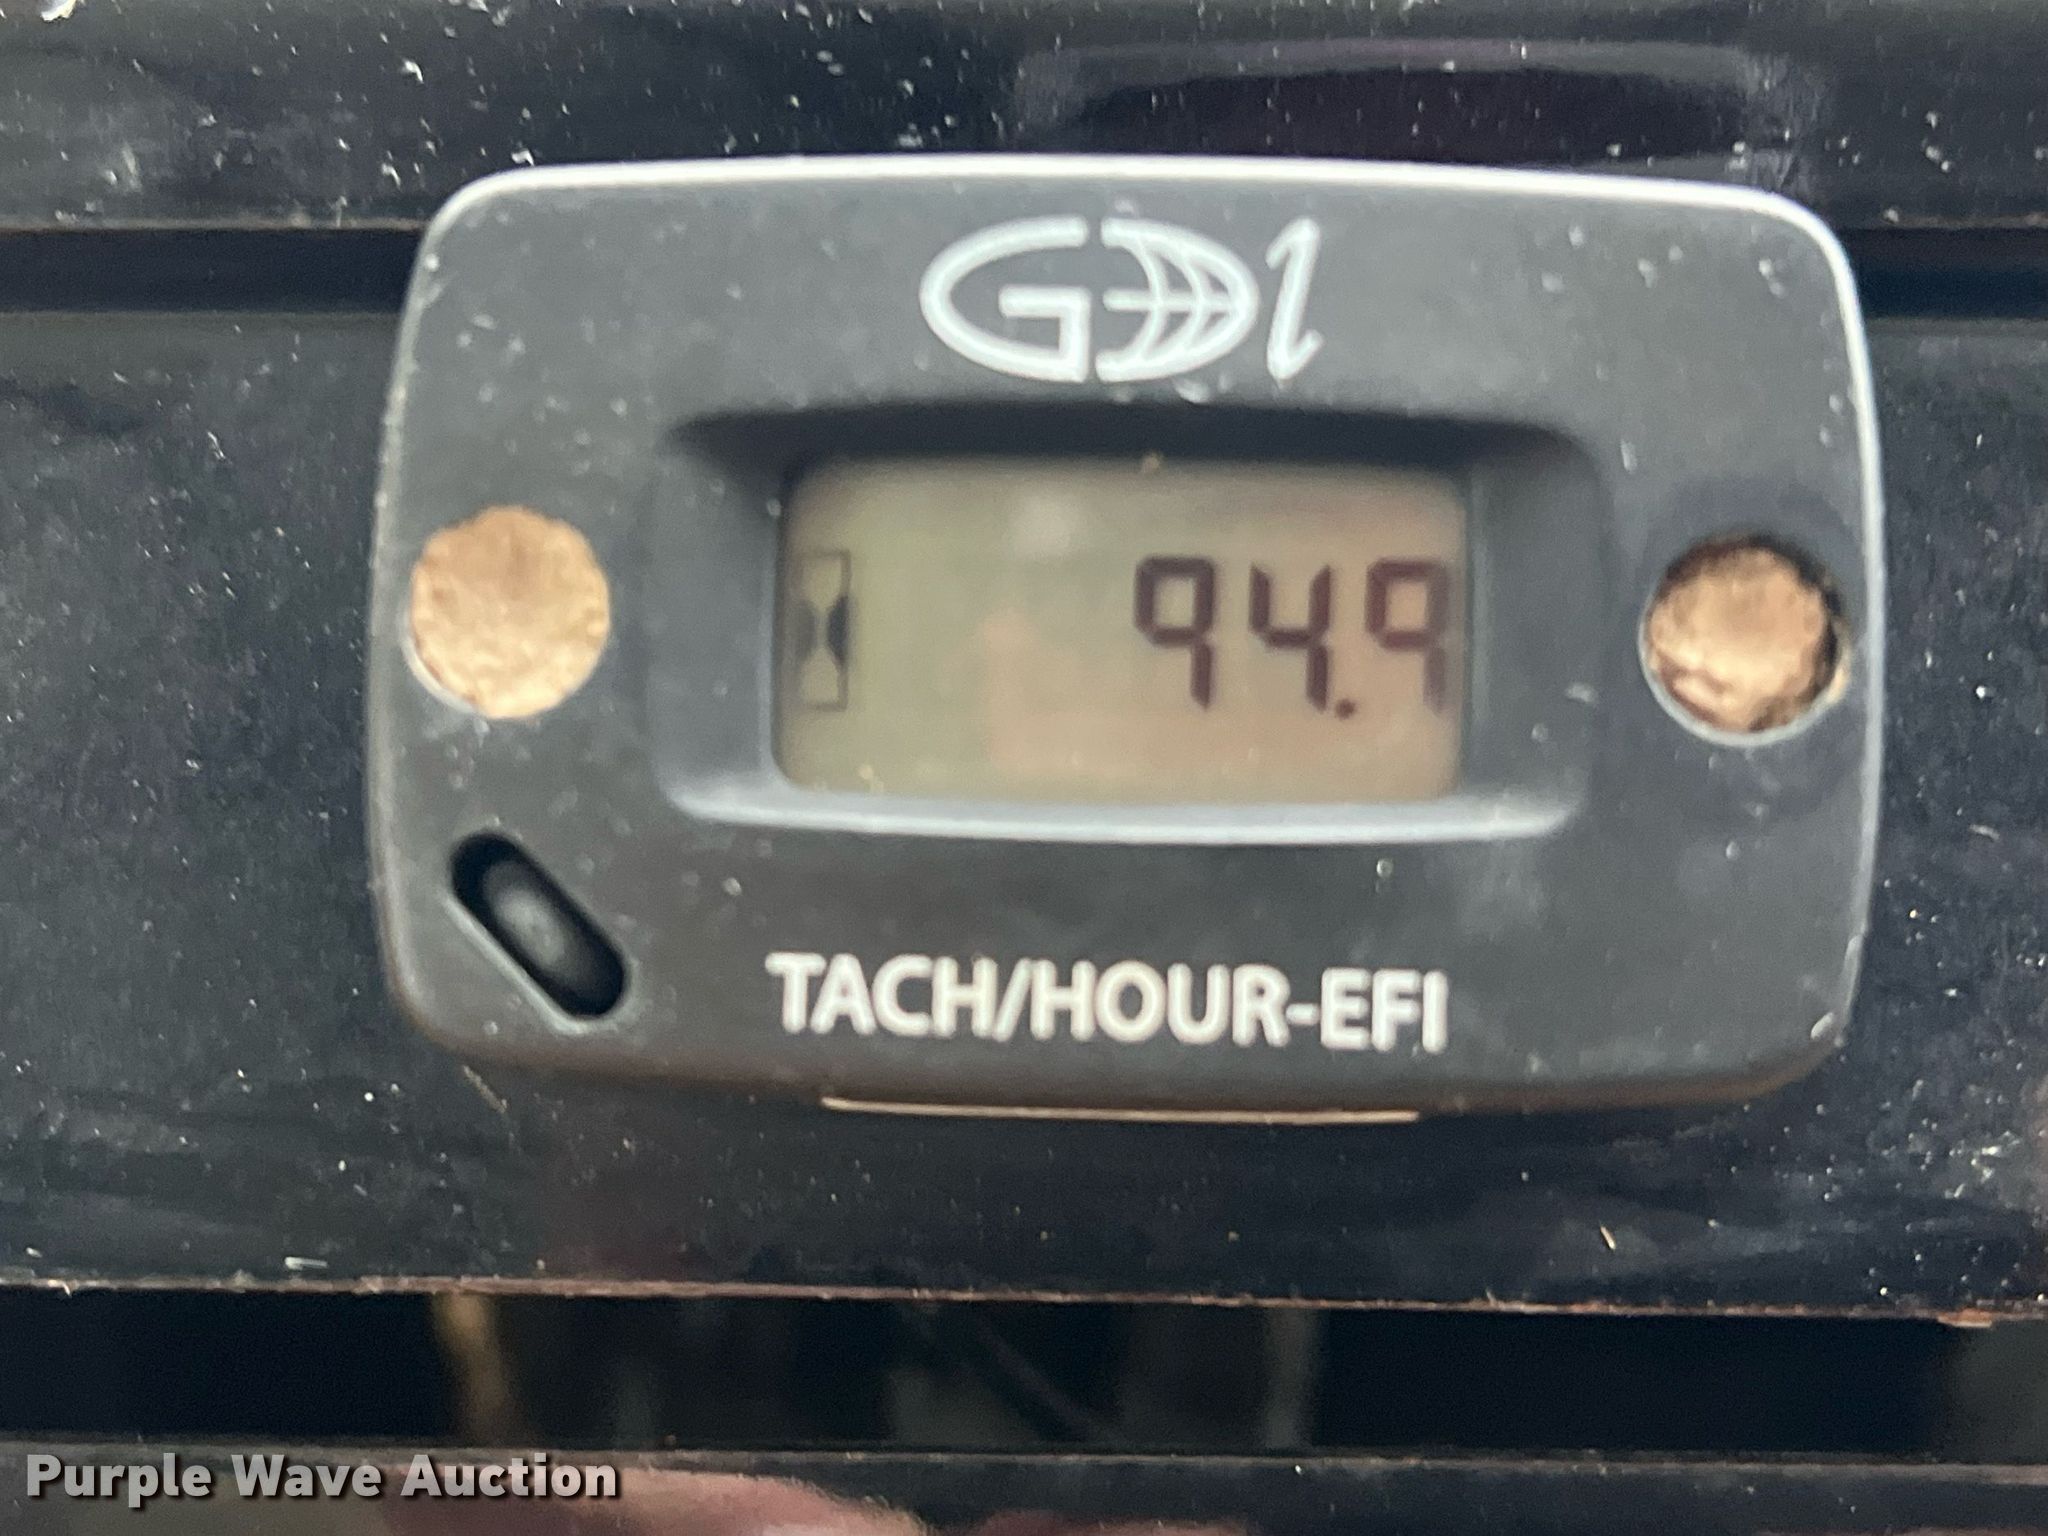 GDI
94.9
TACH/HOUR-EFI
Purple Wave Auction